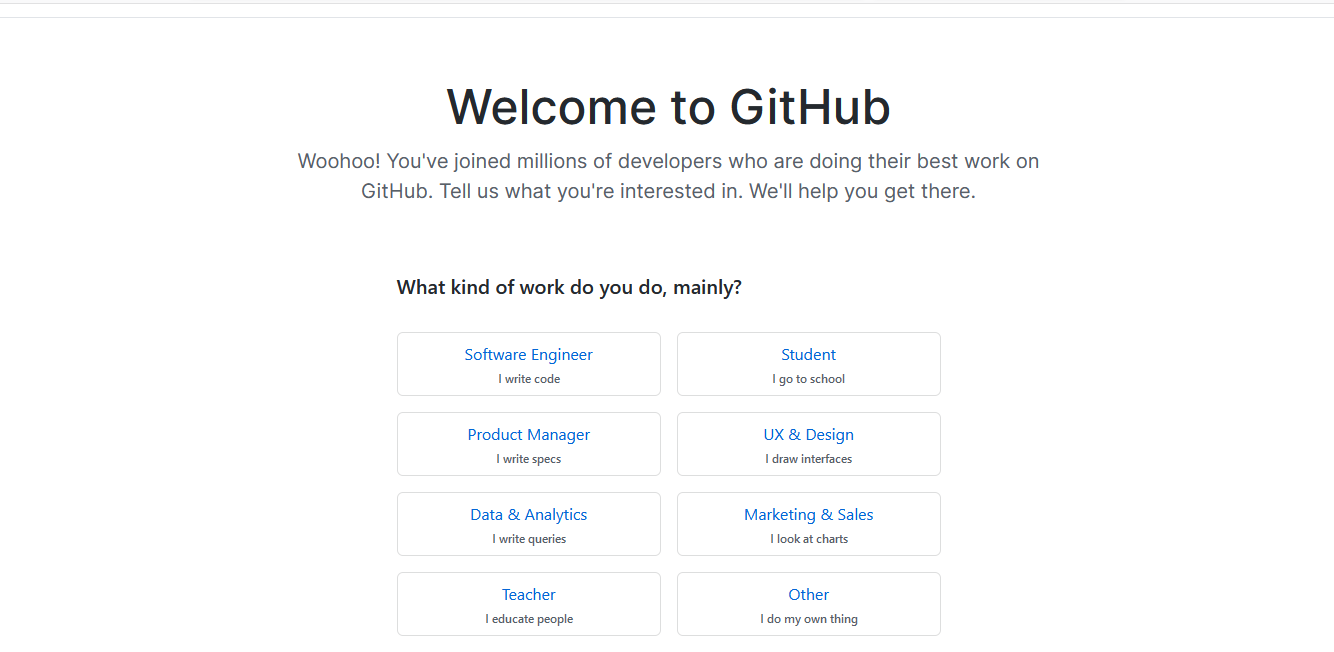 Welcome to GitHub
Woohoo! You've joined millions of developers who are doing their best work on
GitHub. Tell us what you're interested in. We'll help you get there.
What kind of work do you do, mainly?
Software Engineer
I write code
Student
I go to school
Product Manager
I write specs
UX & Design
I draw interfaces
Data & Analytics
I write queries
Marketing & Sales
I look at charts
Teacher
I educate people
Other
I do my own thing